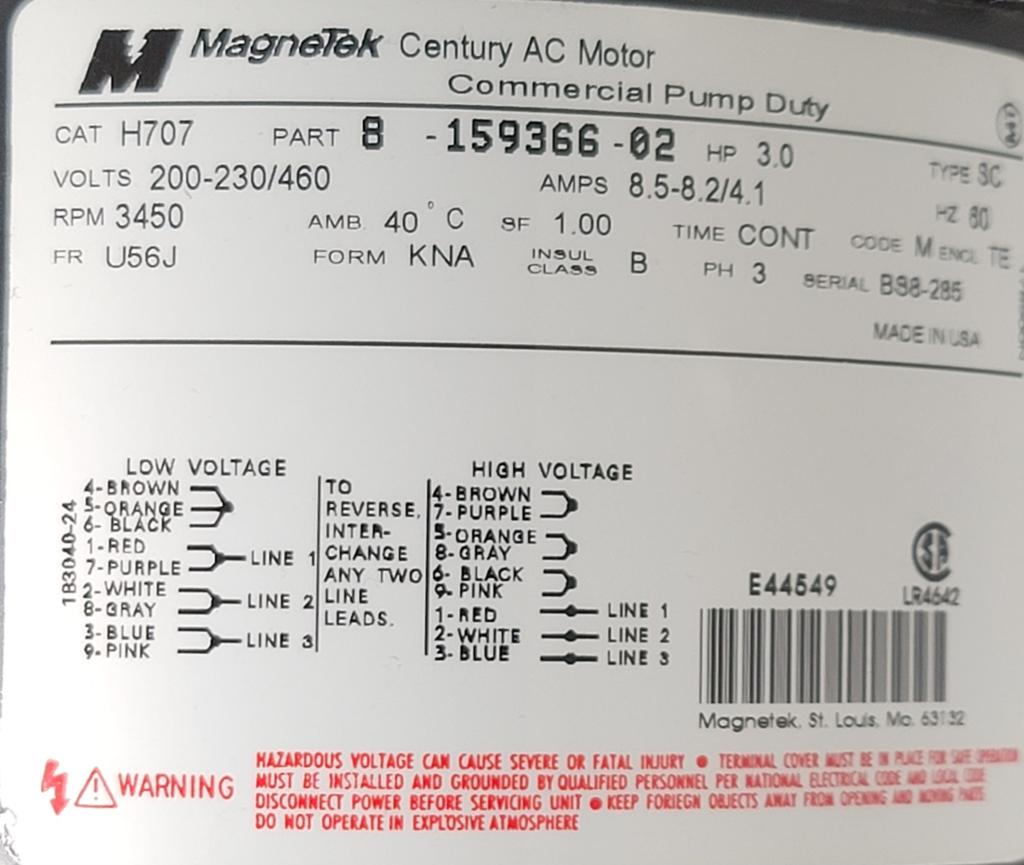 MagneTek Century AC Motor
Commercial Pump Duty
CAT H707 PART 8 -159366-02 HP 3.0 TYPE SC
VOLTS 200-230/460 AMPS 8.5-8.2/4.1 HZ 60
RPM 3450 AMB. 40°C SF 1.00 TIME CONT CODE M ENCL TE
FR U56J FORM KNA INSUL CLASS B PH 3 SERIAL B98-285
MADE IN USA
1B3040-24
LOW VOLTAGE
4-BROWN
5-ORANGE
6- BLACK
1-RED
7-PURPLE
LINE 1
2-WHITE
8-GRAY
LINE 2
3-BLUE
9-PINK
LINE 3
TO
REVERSE,
INTER-
CHANGE
ANY TWO
LINE
LEADS.
HIGH VOLTAGE
4-BROWN
7-PURPLE
5-ORANGE
8-GRAY
6- BLACK
9- PINK
1-RED LINE 1
2-WHITE LINE 2
3-BLUE LINE 3
E44549
LR4642
Magnetek, St. Louis, Mo. 63132
WARNING
HAZARDOUS VOLTAGE CAN CAUSE SEVERE OR FATAL INJURY ● TERMINAL COVER MUST BE IN PLACE FOR SAFE OPERATION
MUST BE INSTALLED AND GROUNDED BY QUALIFIED PERSONNEL PER NATIONAL ELECTRICAL CODE AND LOCAL CODE
DISCONNECT POWER BEFORE SERVICING UNIT ● KEEP FORIEGN OBJECTS AWAY FROM OPENING AND MOVING PARTS
DO NOT OPERATE IN EXPLOSIVE ATMOSPHERE